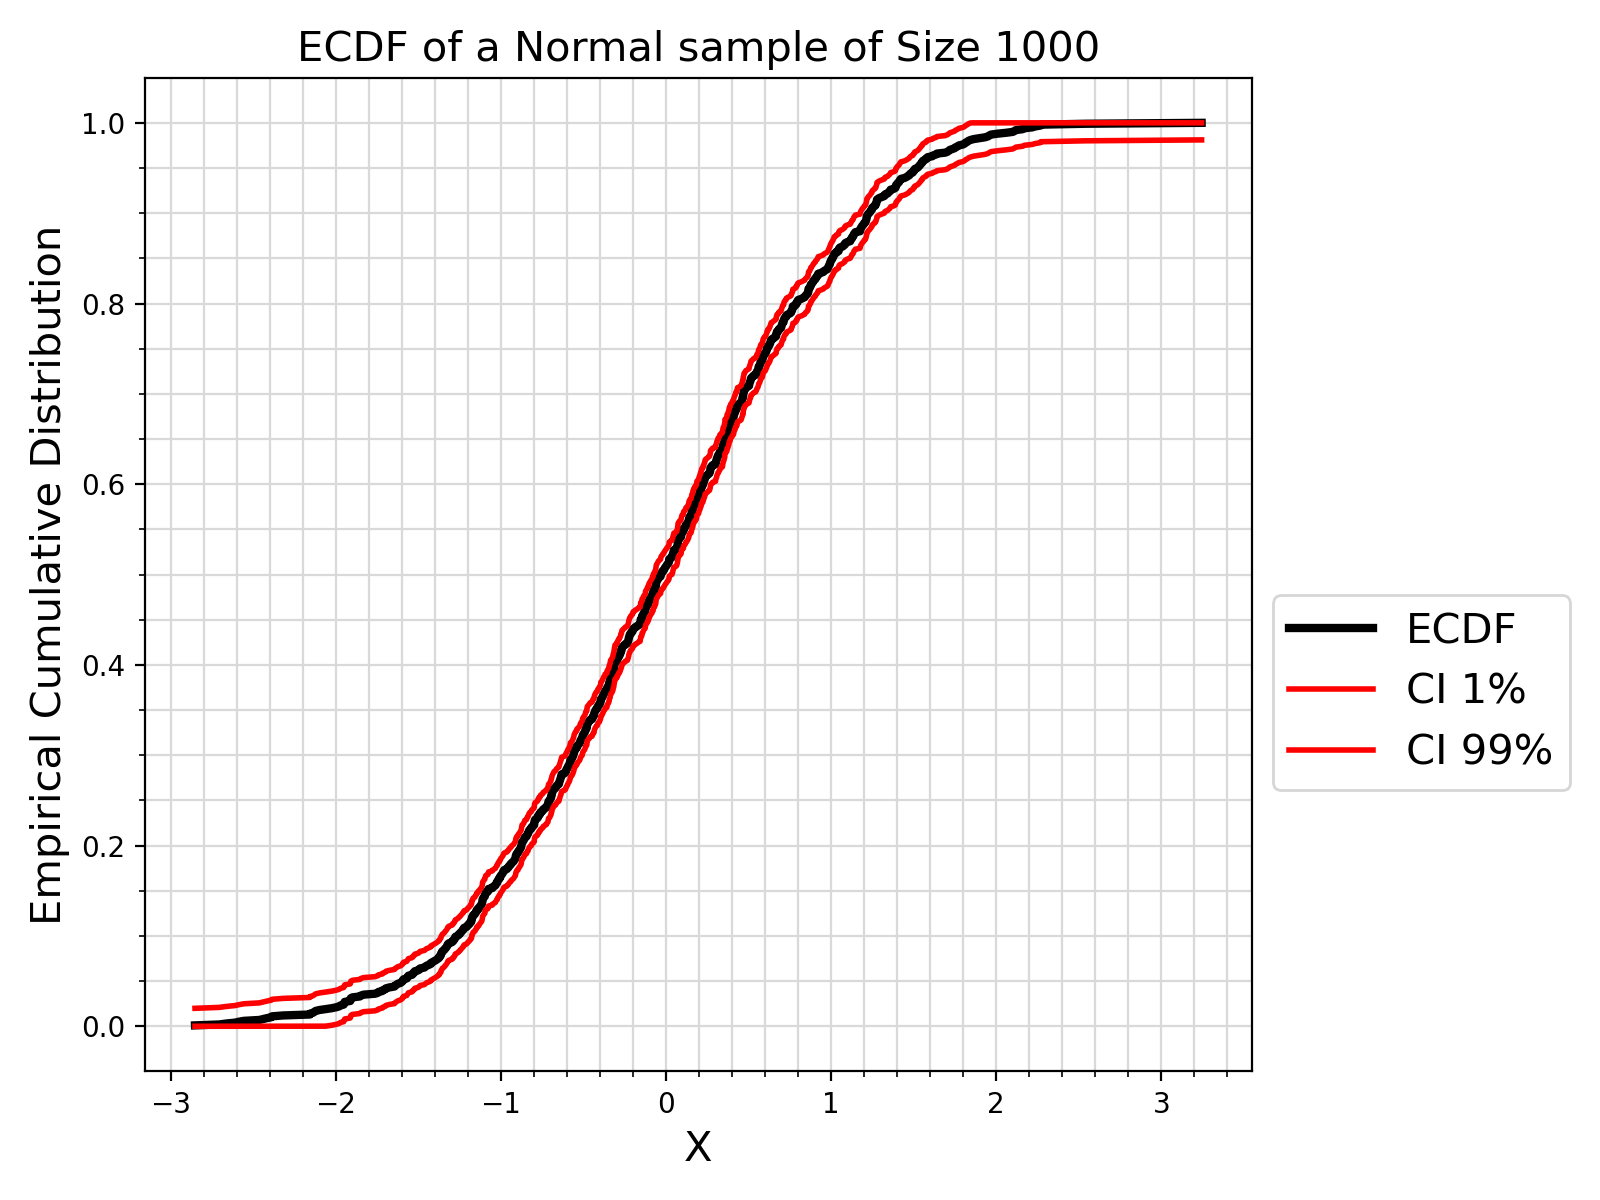 ECDF of a Normal sample of Size 1000
Empirical Cumulative Distribution
1.0
0.8
0.6
0.4
0.2
0.0
−3 −2 −1 0 1 2 3
X
ECDF
CI 1%
CI 99%